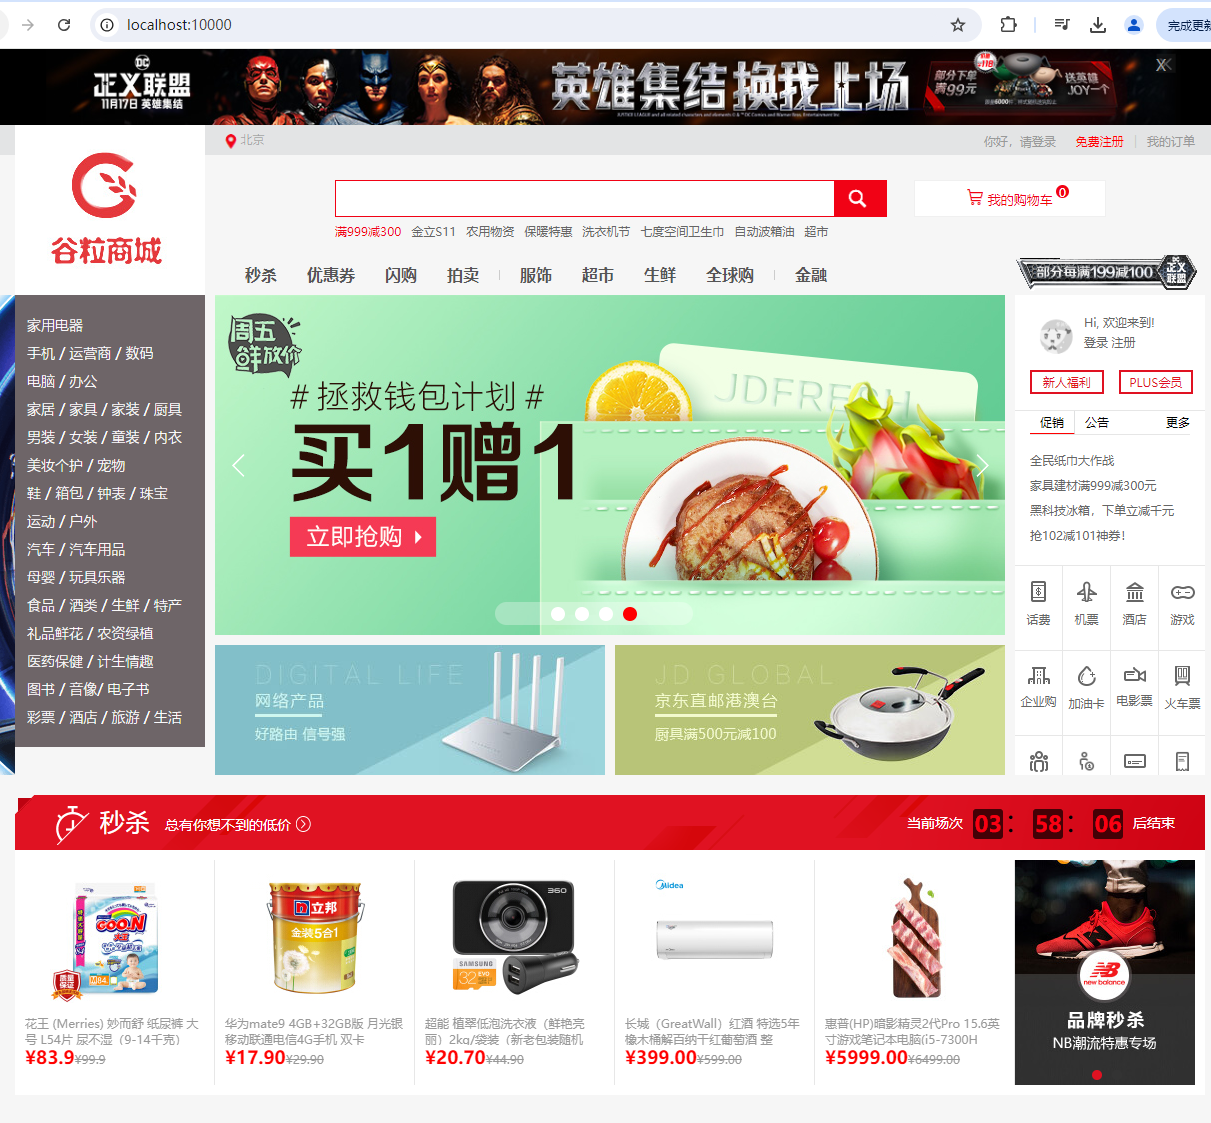 localhost:10000
完成更新
DC
正义联盟
11月17日 英雄集结
英雄集结 换我上场
部分下单
满99元
送英雄
JOY一个
X
北京
你好，请登录
免费注册
我的订单
谷粒商城
我的购物车
0
满999减300 金立S11 农用物资 保暖特惠 洗衣机节 七度空间卫生巾 自动波箱油 超市
秒杀 优惠券 闪购 拍卖 服饰 超市 生鲜 全球购 金融
部分每满199减100
正义
联盟
家用电器
手机 / 运营商 / 数码
电脑 / 办公
家居 / 家具 / 家装 / 厨具
男装 / 女装 / 童装 / 内衣
美妆个护 / 宠物
鞋 / 箱包 / 钟表 / 珠宝
运动 / 户外
汽车 / 汽车用品
母婴 / 玩具乐器
食品 / 酒类 / 生鲜 / 特产
礼品鲜花 / 农资绿植
医药保健 / 计生情趣
图书 / 音像/ 电子书
彩票 / 酒店 / 旅游 / 生活
周五
鲜放价
# 拯救钱包计划 #
买1赠1
立即抢购
JDFRESH
DIGITAL LIFE
网络产品
好路由 信号强
JD GLOBAL
京东直邮港澳台
厨具满500元减100
Hi, 欢迎来到!
登录 注册
新人福利
PLUS会员
促销
公告
更多
全民纸巾大作战
家具建材满999减300元
黑科技冰箱，下单立减千元
抢102减101神券！
话费 机票 酒店 游戏
企业购 加油卡 电影票 火车票
秒杀
总有你想不到的低价
当前场次 03 : 58 : 06 后结束
GOO.N
M84
质量
保证
花王 (Merries) 妙而舒 纸尿裤 大
号 L54片 尿不湿（9-14千克）
¥83.9 ¥99.9
立邦
金装5合1
华为mate9 4GB+32GB版 月光银
移动联通电信4G手机 双卡
¥17.90 ¥29.90
360
SAMSUNG
32 EVO
超能 植翠低泡洗衣液（鲜艳亮
丽）2kg/袋装（新老包装随机
¥20.70 ¥44.90
Midea
长城（GreatWall）红酒 特选5年
橡木桶解百纳干红葡萄酒 整
¥399.00 ¥599.00
惠普(HP)暗影精灵2代Pro 15.6英
寸游戏笔记本电脑(i5-7300H
¥5999.00 ¥6499.00
new balance
品牌秒杀
NB潮流特惠专场